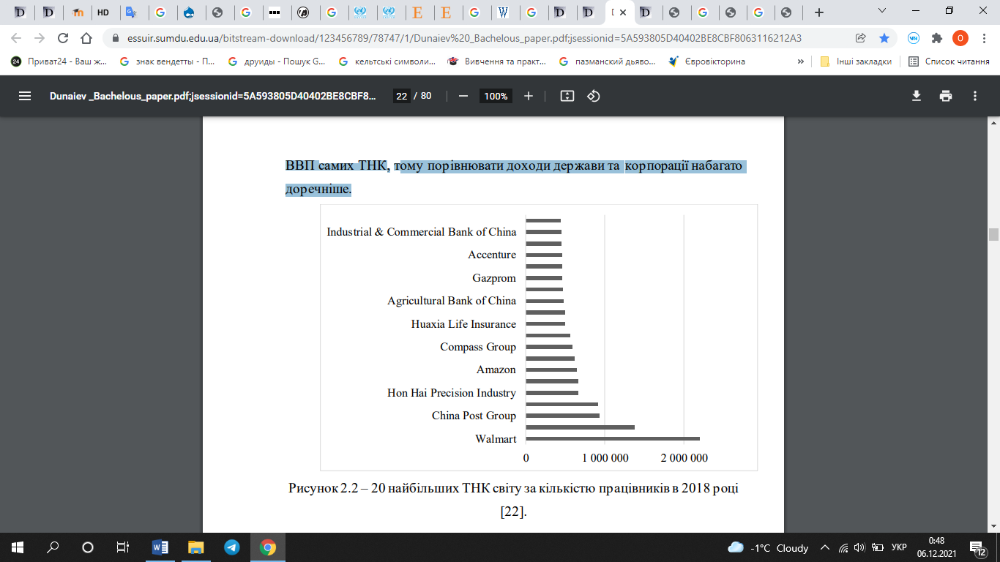 HD
essuir.sumdu.edu.ua/bitstream-download/123456789/78747/1/Dunaiev%20_Bachelous_paper.pdf;jsessionid=5A593805D40402BE8CBF8063116212A3
Приват24 - Ваш ж...
знак вендетты - П...
друиды - Пошук G...
кельтські символи...
Вивчення та практ...
пазманский дьяво...
Євровікторина
»
Інші закладки
Список читання
Dunaiev _Bachelous_paper.pdf;jsessionid=5A593805D40402BE8CBF8...
22 / 80
100%
ВВП самих ТНК, тому порівнювати доходи держави та корпорації набагато
доречніше.
Industrial & Commercial Bank of China
Accenture
Gazprom
Agricultural Bank of China
Huaxia Life Insurance
Compass Group
Amazon
Hon Hai Precision Industry
China Post Group
Walmart
0 1 000 000 2 000 000
Рисунок 2.2 – 20 найбільших ТНК світу за кількістю працівників в 2018 році
[22].
-1°C Cloudy
УКР
0:48
06.12.2021
12